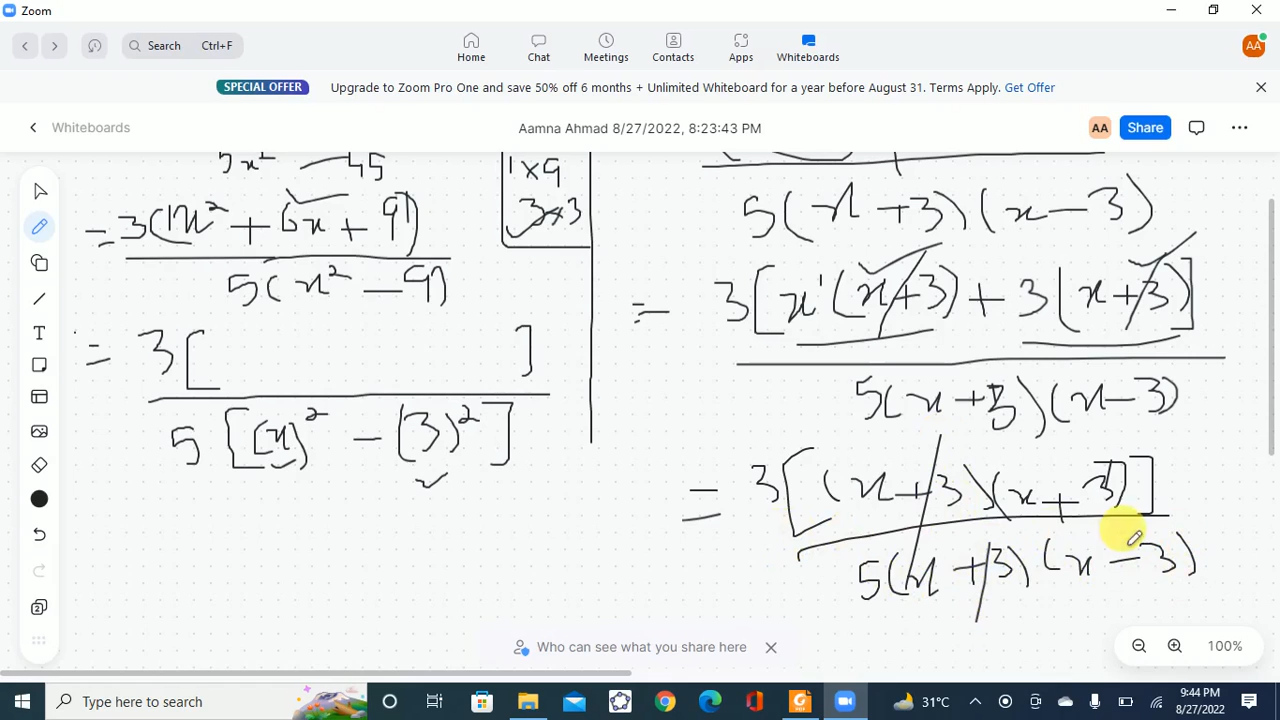 Zoom
Search Ctrl+F
Home Chat Meetings Contacts Apps Whiteboards
AA
SPECIAL OFFER Upgrade to Zoom Pro One and save 50% off 6 months + Unlimited Whiteboard for a year before August 31. Terms Apply. Get Offer
Whiteboards
Aamna Ahmad 8/27/2022, 8:23:43 PM
AA Share
5x² - 45
= 3(1x² + 6x + 9)
5(x² - 9)
= 3[ ]
5[(x)² - (3)²]
1×9
3×3
5(x+3)(x-3)
= 3[x(x+3)+3(x+3)]
5(x+3)(x-3)
= 3[(x+3)(x+3)]
5(x+3)(x-3)
Who can see what you share here
100%
Type here to search
31°C
9:44 PM
8/27/2022